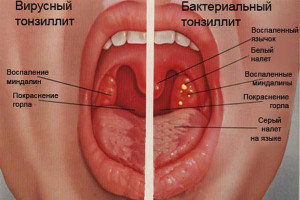 Вирусный
тонзиллит
Воспаление
миндалин
Покраснение
горла
Бактериальный
тонзиллит
Воспаленный
язычок
Белый
налет
Воспаленные
миндалины
Покраснение
горла
Серый
налет
на языке